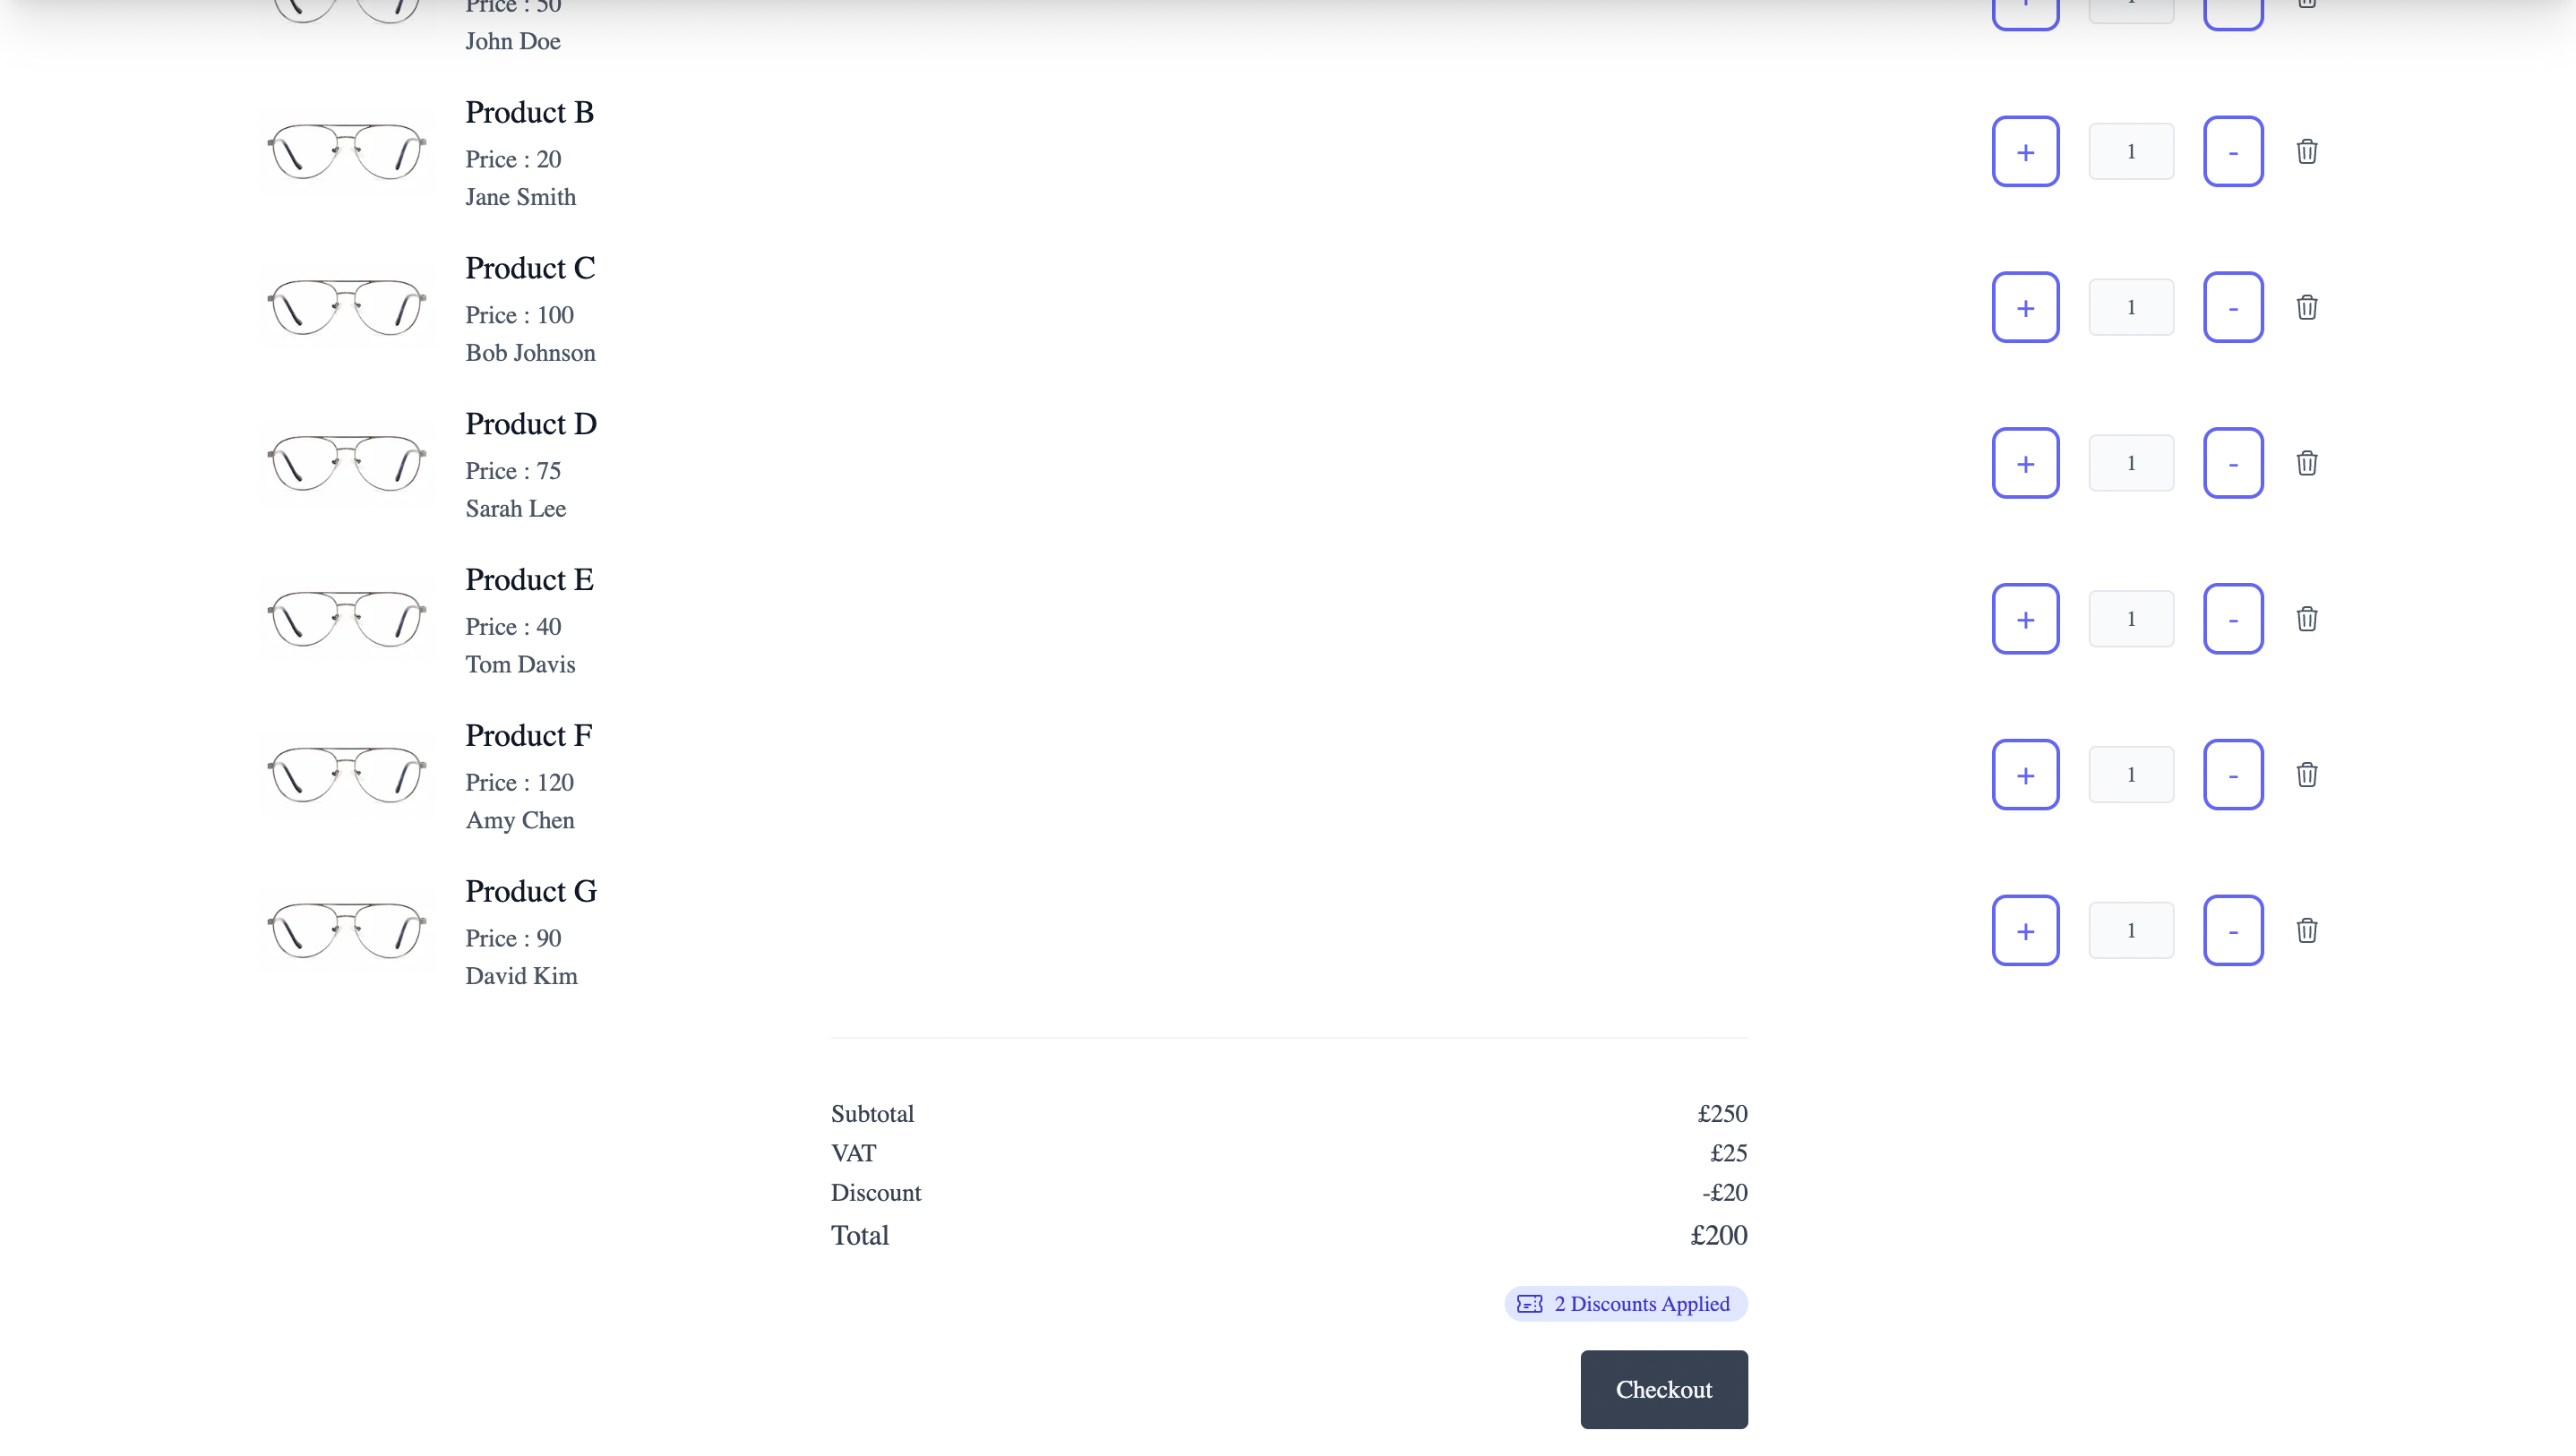 Price : 50
John Doe
Product B
Price : 20
Jane Smith
+ 1 -
Product C
Price : 100
Bob Johnson
+ 1 -
Product D
Price : 75
Sarah Lee
+ 1 -
Product E
Price : 40
Tom Davis
+ 1 -
Product F
Price : 120
Amy Chen
+ 1 -
Product G
Price : 90
David Kim
+ 1 -
Subtotal £250
VAT £25
Discount -£20
Total £200
2 Discounts Applied
Checkout